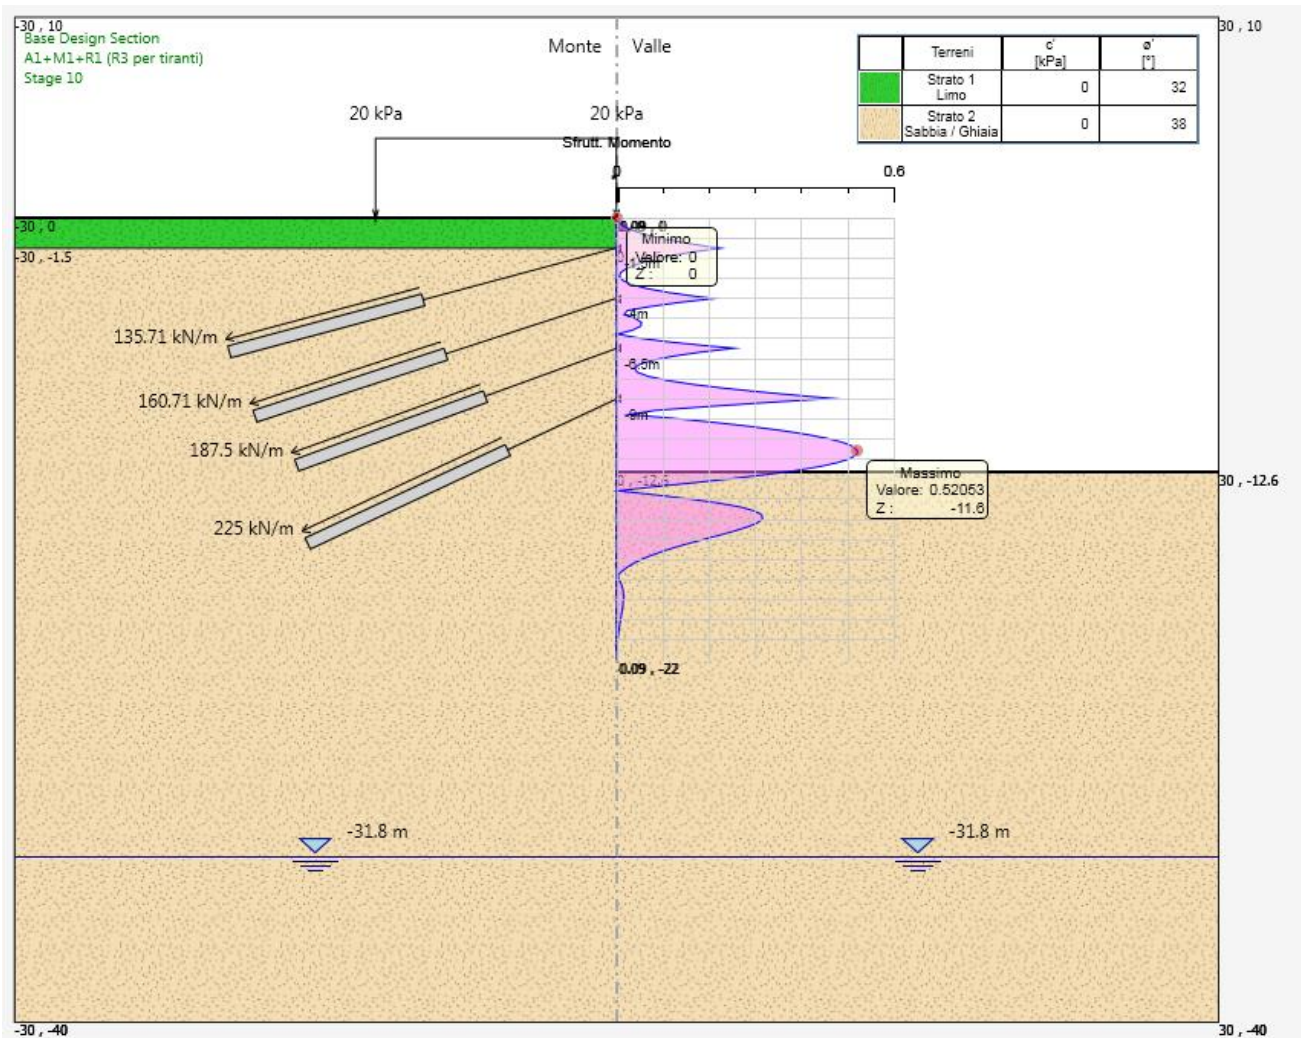 -30 , 10
30 , 10
Base Design Section
A1+M1+R1 (R3 per tiranti)
Stage 10
Monte
Valle
Terreni
c'
[kPa]
ø'
[°]
Strato 1
Limo
0
32
Strato 2
Sabbia / Ghiaia
0
38
20 kPa
20 kPa
Sfrutt. Momento
0
0.6
-30 , 0
-30 , -1.5
Minimo
Valore: 0
Z : 0
-4m
-6.5m
-9m
135.71 kN/m
160.71 kN/m
187.5 kN/m
225 kN/m
Massimo
Valore: 0.52053
Z : -11.6
30 , -12.6
0.09 , -22
-31.8 m
-31.8 m
-30 , -40
30 , -40